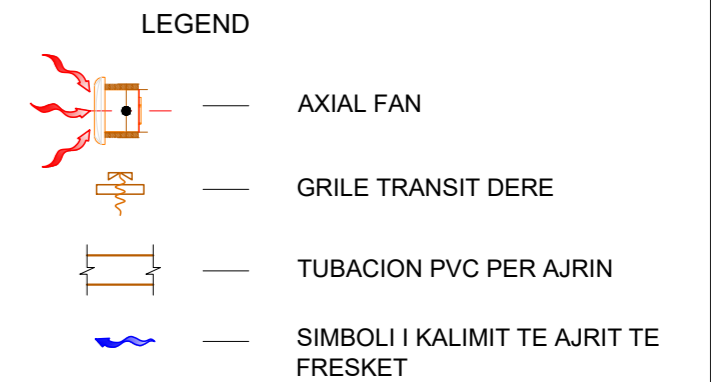 LEGEND
AXIAL FAN
GRILE TRANSIT DERE
TUBACION PVC PER AJRIN
SIMBOLI I KALIMIT TE AJRIT TE
FRESKET